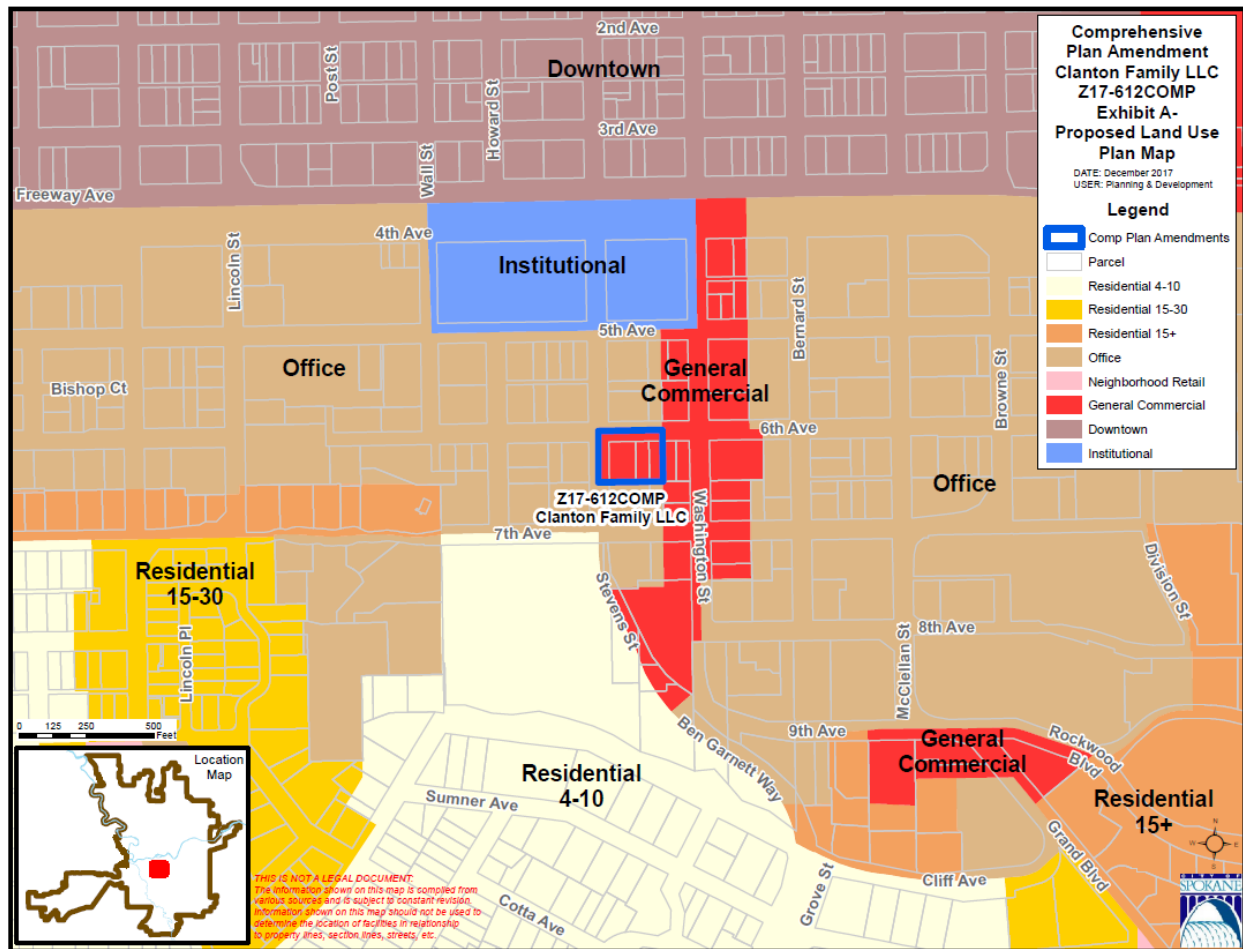 2nd Ave
Downtown
Post St
Howard St
3rd Ave
Wall St
Freeway Ave
4th Ave
Lincoln St
Institutional
5th Ave
Bernard St
Office
General
Commercial
Bishop Ct
Browne St
6th Ave
Office
Z17-612COMP
Clanton Family LLC
7th Ave
Washington St
Residential
15-30
Stevens St
Division St
8th Ave
McClellan St
Lincoln Pl
9th Ave
Ben Garnett Way
General
Commercial
Rockwood
Blvd
Residential
4-10
Sumner Ave
Residential
15+
Grand Blvd
Grove St
Cliff Ave
Cotta Ave
Comprehensive
Plan Amendment
Clanton Family LLC
Z17-612COMP
Exhibit A-
Proposed Land Use
Plan Map
DATE: December 2017
USER: Planning & Development
Legend
Comp Plan Amendments
Parcel
Residential 4-10
Residential 15-30
Residential 15+
Office
Neighborhood Retail
General Commercial
Downtown
Institutional
0 125 250 500
Feet
Location
Map
THIS IS NOT A LEGAL DOCUMENT:
The information shown on this map is compiled from
various sources and is subject to constant revision.
Information shown on this map should not be used to
determine the location of facilities in relationship
to property lines, section lines, streets, etc.
N
W E
S
CITY OF
SPOKANE